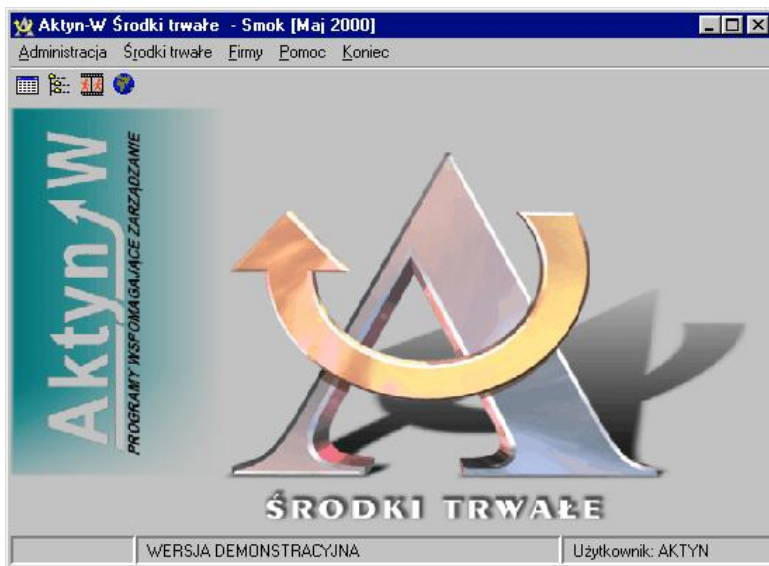 Aktyn-W Środki trwałe - Smok [Maj 2000]
Administracja Środki trwałe Firmy Pomoc Koniec
Aktyn W
PROGRAMY WSPOMAGAJĄCE ZARZĄDZANIE
A
ŚRODKI TRWAŁE
WERSJA DEMONSTRACYJNA
Użytkownik: AKTYN